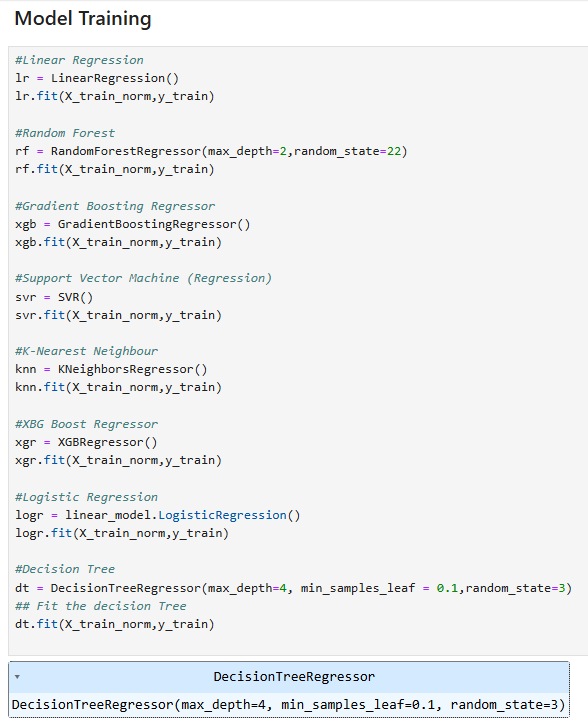 Model Training
#Linear Regression
lr = LinearRegression()
lr.fit(X_train_norm,y_train)
#Random Forest
rf = RandomForestRegressor(max_depth=2,random_state=22)
rf.fit(X_train_norm,y_train)
#Gradient Boosting Regressor
xgb = GradientBoostingRegressor()
xgb.fit(X_train_norm,y_train)
#Support Vector Machine (Regression)
svr = SVR()
svr.fit(X_train_norm,y_train)
#K-Nearest Neighbour
knn = KNeighborsRegressor()
knn.fit(X_train_norm,y_train)
#XBG Boost Regressor
xgr = XGBRegressor()
xgr.fit(X_train_norm,y_train)
#Logistic Regression
logr = linear_model.LogisticRegression()
logr.fit(X_train_norm,y_train)
#Decision Tree
dt = DecisionTreeRegressor(max_depth=4, min_samples_leaf = 0.1,random_state=3)
## Fit the decision Tree
dt.fit(X_train_norm,y_train)
DecisionTreeRegressor
DecisionTreeRegressor(max_depth=4, min_samples_leaf=0.1, random_state=3)